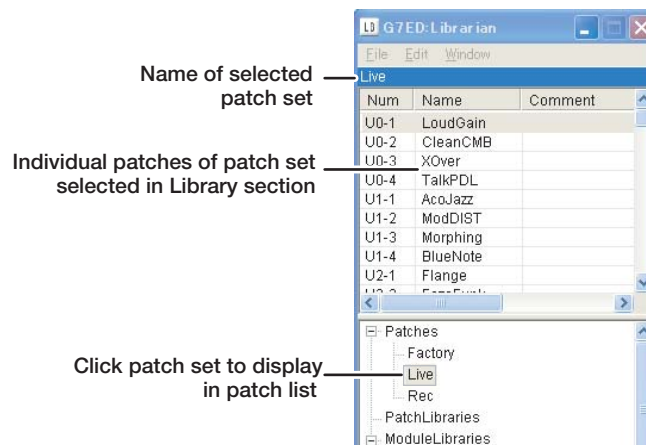 LD G7ED:Librarian
File Edit Window
Name of selected
patch set
Live
Num Name Comment
U0-1 LoudGain
U0-2 CleanCMB
U0-3 XOver
U0-4 TalkPDL
U1-1 AcoJazz
U1-2 ModDIST
U1-3 Morphing
U1-4 BlueNote
U2-1 Flange
Individual patches of patch set
selected in Library section
Patches
Factory
Live
Rec
PatchLibraries
ModuleLibraries
Click patch set to display
in patch list